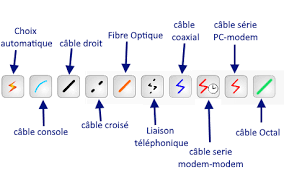 Choix
automatique
câble droit
Fibre Optique
câble
coaxial
câble série
PC-modem
câble console
câble croisé
Liaison
téléphonique
câble serie
modem-modem
câble Octal